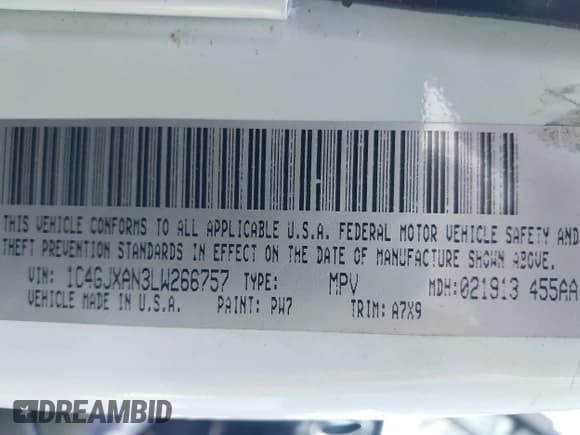 THIS VEHICLE CONFORMS TO ALL APPLICABLE U.S.A. FEDERAL MOTOR VEHICLE SAFETY AND
THEFT PREVENTION STANDARDS IN EFFECT ON THE DATE OF MANUFACTURE SHOWN ABOVE.
VIN: 1C46JXAN3LW266757 TYPE: MPV MDH:021913 455AA
VEHICLE MADE IN U.S.A. PAINT: PW7 TRIM: A7X9
DREAMBID